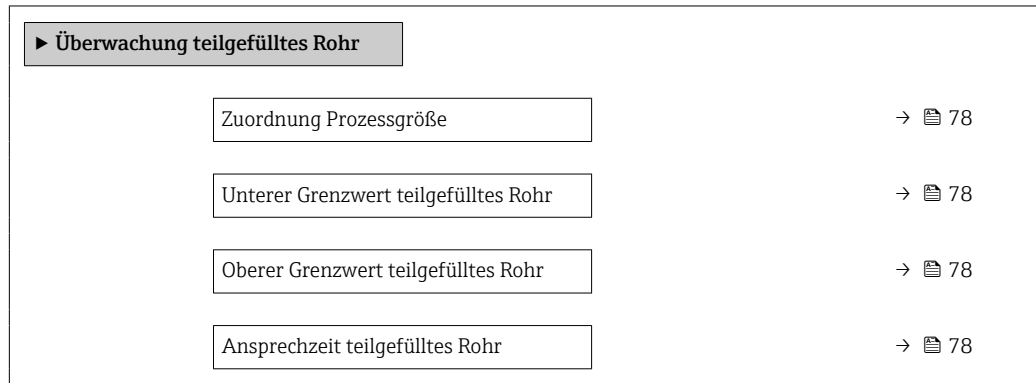 ▶ Überwachung teilgefülltes Rohr
Zuordnung Prozessgröße → 78
Unterer Grenzwert teilgefülltes Rohr → 78
Oberer Grenzwert teilgefülltes Rohr → 78
Ansprechzeit teilgefülltes Rohr → 78